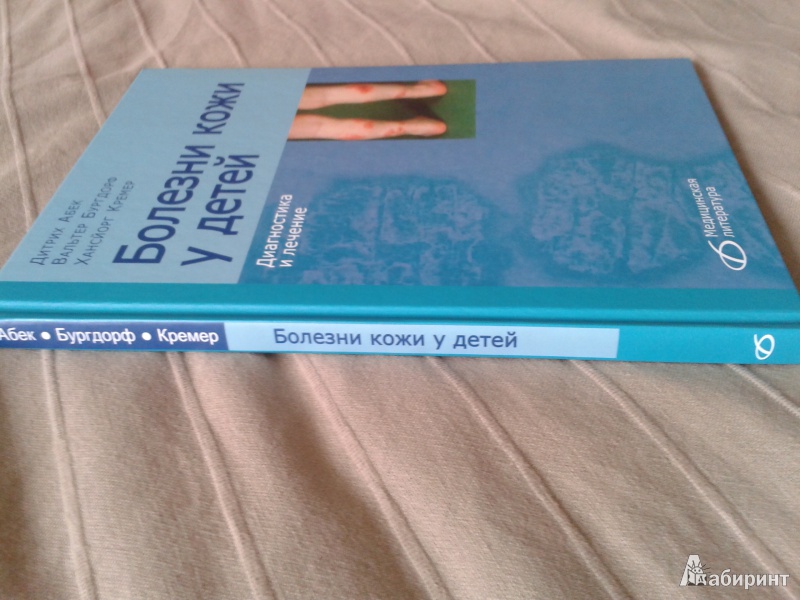 Дитрих Абек
Вальтер Бургдорф
Хансйорг Кремер
Болезни кожи
у детей
Диагностика
и лечение
Медицинская
литература
Абек • Бургдорф • Кремер
Болезни кожи у детей
Лабиринт